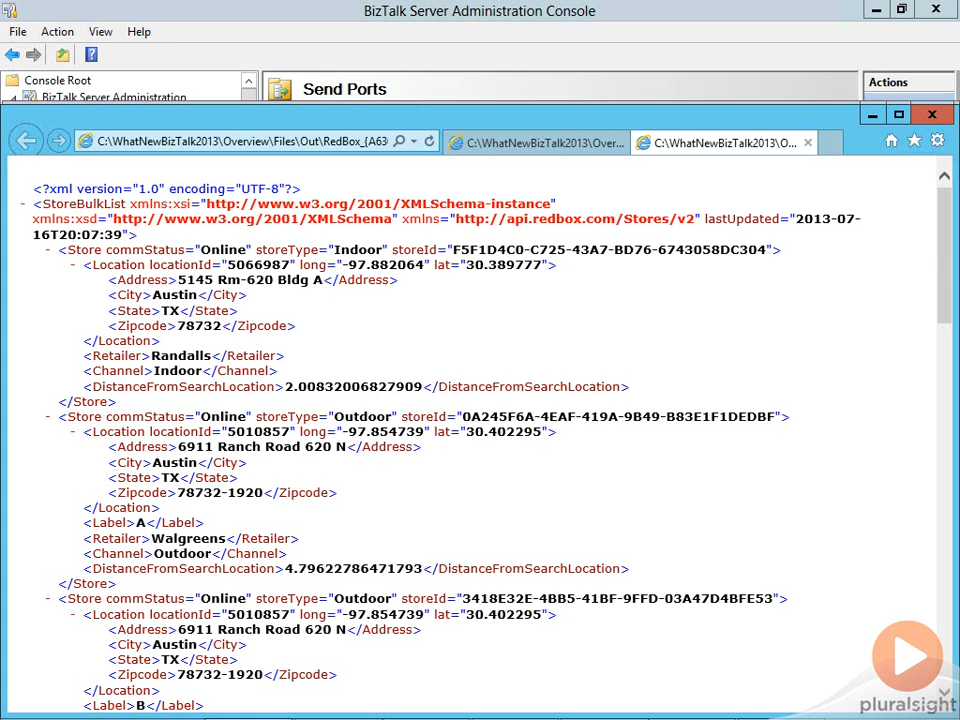 BizTalk Server Administration Console
File Action View Help
Console Root
BizTalk Server Administration
Send Ports
Actions
C:\WhatNewBizTalk2013\Overview\Files\Out\RedBox_{A63
C:\WhatNewBizTalk2013\Over...
C:\WhatNewBizTalk2013\O...
<?xml version="1.0" encoding="UTF-8"?>
- <StoreBulkList xmlns:xsi="http://www.w3.org/2001/XMLSchema-instance"
xmlns:xsd="http://www.w3.org/2001/XMLSchema" xmlns="http://api.redbox.com/Stores/v2" lastUpdated="2013-07-
16T20:07:39">
- <Store commStatus="Online" storeType="Indoor" storeId="F5F1D4C0-C725-43A7-BD76-6743058DC304">
- <Location locationId="5066987" long="-97.882064" lat="30.389777">
<Address>5145 Rm-620 Bldg A</Address>
<City>Austin</City>
<State>TX</State>
<Zipcode>78732</Zipcode>
</Location>
<Retailer>Randalls</Retailer>
<Channel>Indoor</Channel>
<DistanceFromSearchLocation>2.00832006827909</DistanceFromSearchLocation>
</Store>
- <Store commStatus="Online" storeType="Outdoor" storeId="0A245F6A-4EAF-419A-9B49-B83E1F1DEDBF">
- <Location locationId="5010857" long="-97.854739" lat="30.402295">
<Address>6911 Ranch Road 620 N</Address>
<City>Austin</City>
<State>TX</State>
<Zipcode>78732-1920</Zipcode>
</Location>
<Label>A</Label>
<Retailer>Walgreens</Retailer>
<Channel>Outdoor</Channel>
<DistanceFromSearchLocation>4.79622786471793</DistanceFromSearchLocation>
</Store>
- <Store commStatus="Online" storeType="Outdoor" storeId="3418E32E-4BB5-41BF-9FFD-03A47D4BFE53">
- <Location locationId="5010857" long="-97.854739" lat="30.402295">
<Address>6911 Ranch Road 620 N</Address>
<City>Austin</City>
<State>TX</State>
<Zipcode>78732-1920</Zipcode>
</Location>
<Label>B</Label>
pluralsight